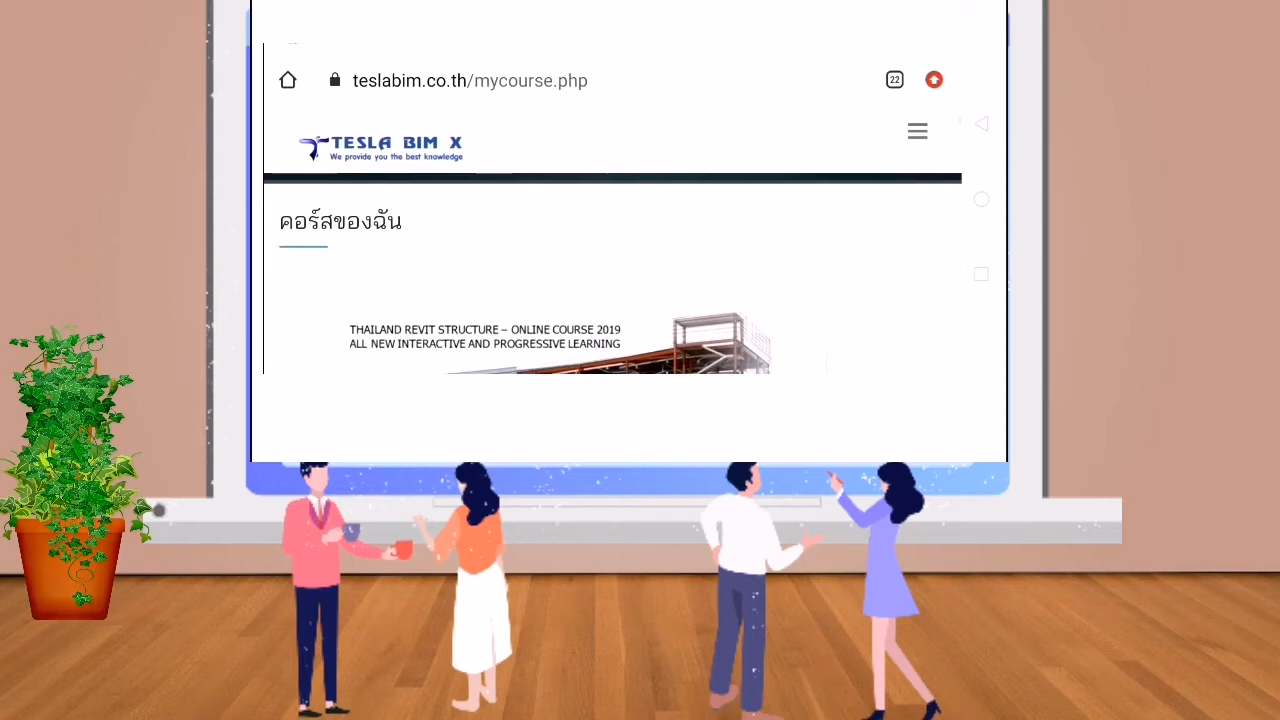 teslabim.co.th/mycourse.php
22
TESLA BIM X
We provide you the best knowledge
คอร์สของฉัน
THAILAND REVIT STRUCTURE – ONLINE COURSE 2019
ALL NEW INTERACTIVE AND PROGRESSIVE LEARNING